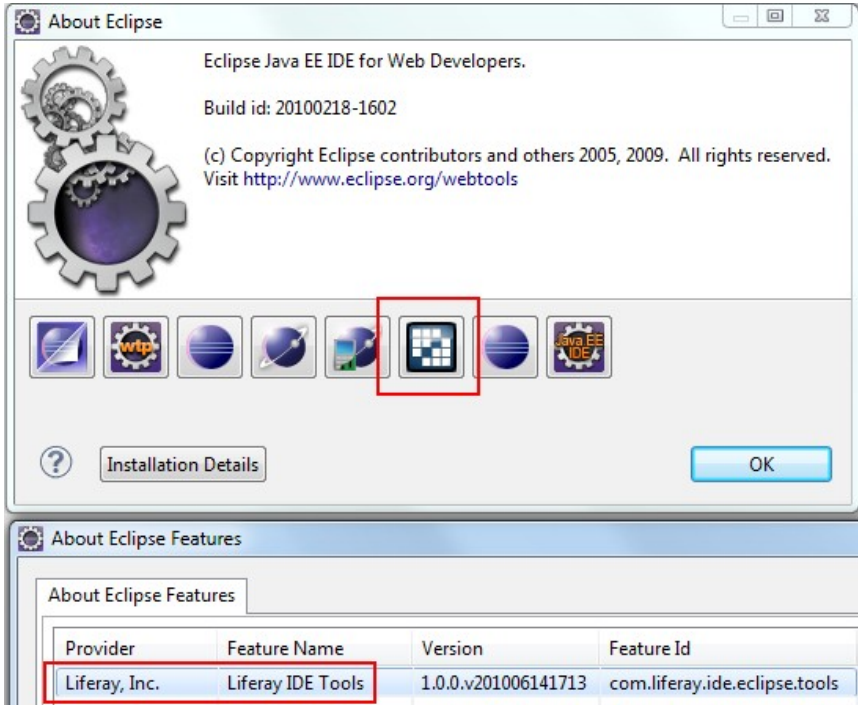 About Eclipse
Eclipse Java EE IDE for Web Developers.
Build id: 20100218-1602
(c) Copyright Eclipse contributors and others 2005, 2009.  All rights reserved.
Visit http://www.eclipse.org/webtools
wtp
Java EE
IDE
?
Installation Details
OK
About Eclipse Features
About Eclipse Features
Provider Feature Name Version Feature Id
Liferay, Inc. Liferay IDE Tools 1.0.0.v201006141713 com.liferay.ide.eclipse.tools